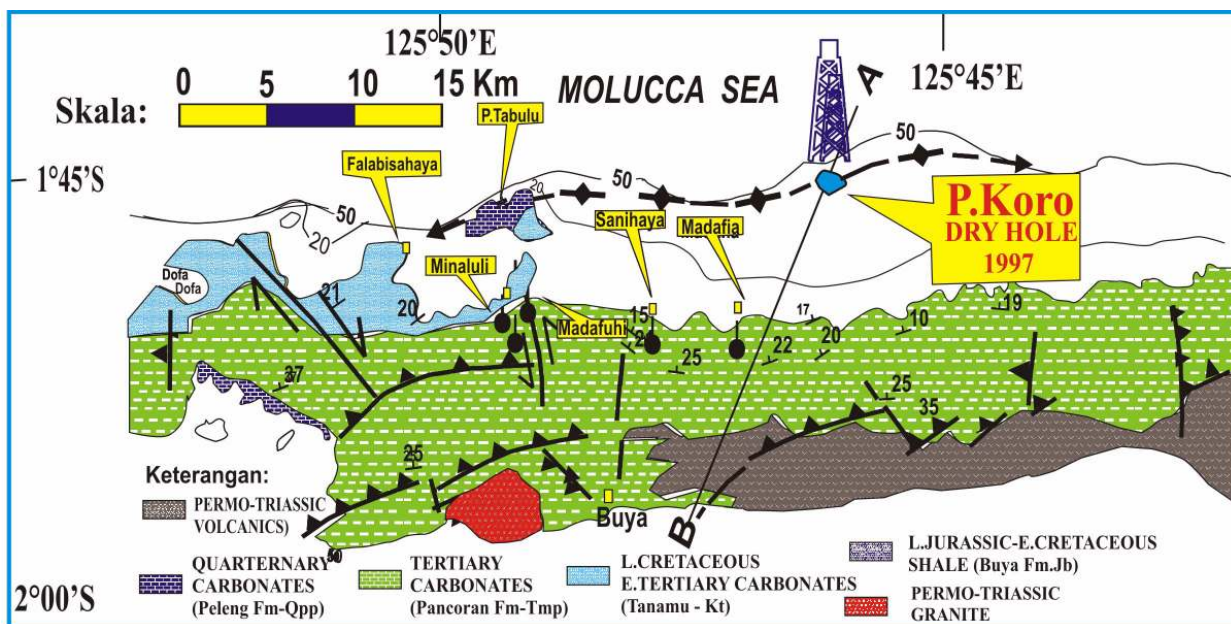 125°50'E
125°45'E
0 5 10 15 Km
Skala:
MOLUCCA SEA
A
P.Tabulu
Falabisahaya
50
50
1°45'S
50
20
20
Sanihaya
Madafia
P.Koro
DRY HOLE
1997
Dofa
Dofa
Minaluli
21
20
Madafuhi
15
2
17
20
10
19
25
22
27
25
35
25
Keterangan:
PERMO-TRIASSIC
VOLCANICS)
Buya
B
QUARTERNARY
CARBONATES
(Peleng Fm-Qpp)
TERTIARY
CARBONATES
(Pancoran Fm-Tmp)
L.CRETACEOUS
E.TERTIARY CARBONATES
(Tanamu - Kt)
L.JURASSIC-E.CRETACEOUS
SHALE (Buya Fm.Jb)
PERMO-TRIASSIC
GRANITE
2°00'S